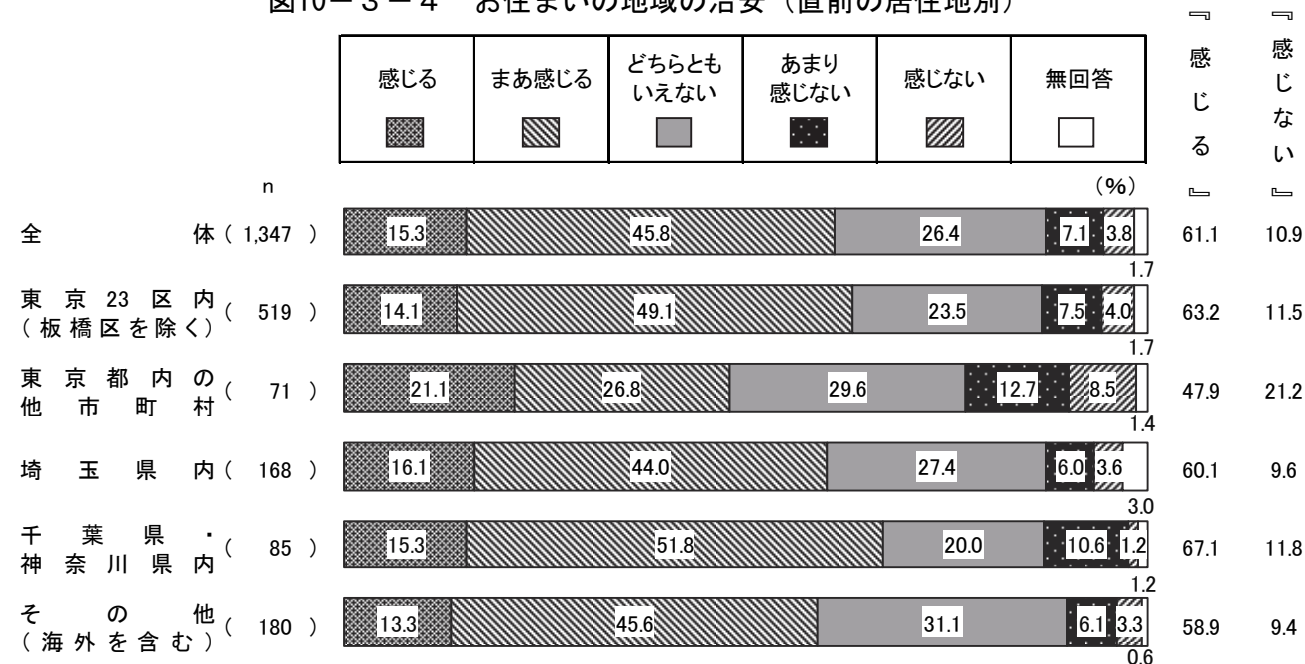 図10－３－４　お住まいの地域の治安（直前の居住地別）
『感じる』
『感じない』
感じる
まあ感じる
どちらとも
いえない
あまり
感じない
感じない
無回答
n
（%）
全体（ 1,347 ） 15.3 45.8 26.4 7.1 3.8 61.1 10.9
1.7
東京23区内
（板橋区を除く）（ 519 ） 14.1 49.1 23.5 7.5 4.0 63.2 11.5
1.7
東京都内の
他市町村（ 71 ） 21.1 26.8 29.6 12.7 8.5 47.9 21.2
1.4
埼玉県内（ 168 ） 16.1 44.0 27.4 6.0 3.6 60.1 9.6
3.0
千葉県・
神奈川県内（ 85 ） 15.3 51.8 20.0 10.6 1.2 67.1 11.8
1.2
その他
（海外を含む）（ 180 ） 13.3 45.6 31.1 6.1 3.3 58.9 9.4
0.6